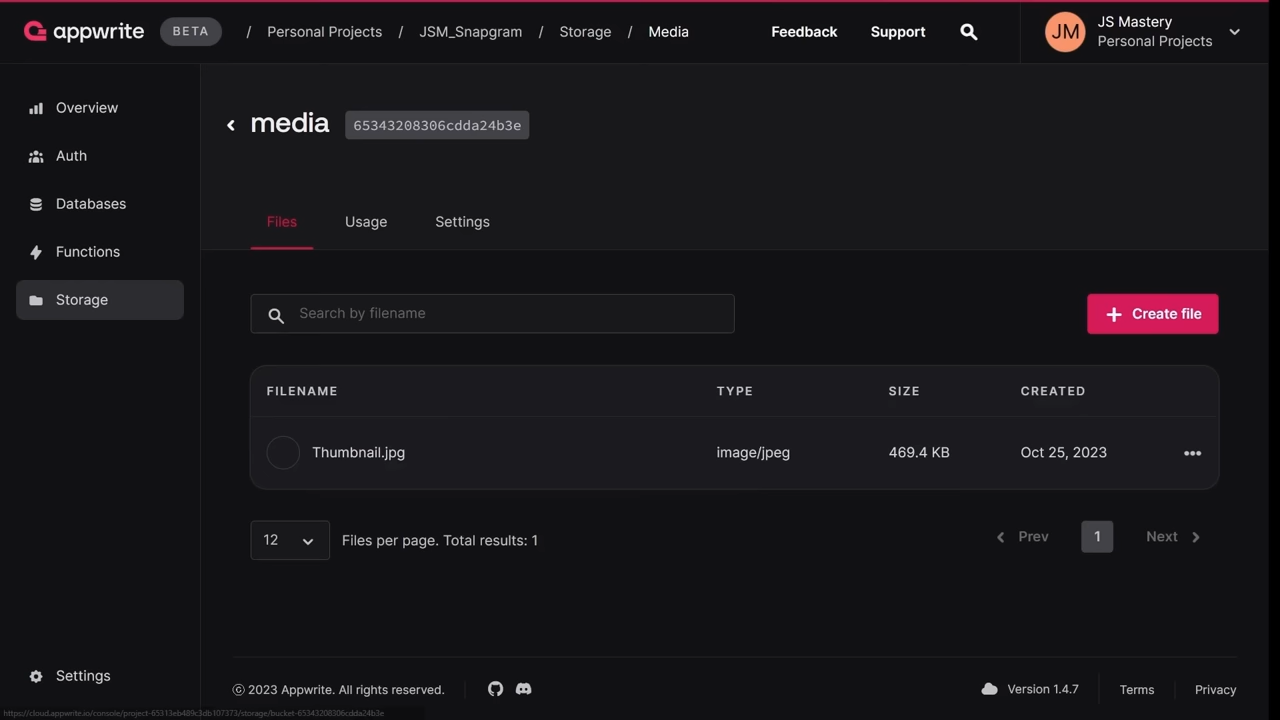 appwrite BETA / Personal Projects / JSM_Snapgram / Storage / Media Feedback Support JM JS Mastery
Personal Projects
Overview
Auth
Databases
Functions
Storage
Settings
media 65343208306cdda24b3e
Files Usage Settings
Search by filename
Create file
FILENAME TYPE SIZE CREATED
Thumbnail.jpg image/jpeg 469.4 KB Oct 25, 2023
12 Files per page. Total results: 1 Prev 1 Next
© 2023 Appwrite. All rights reserved. Version 1.4.7 Terms Privacy